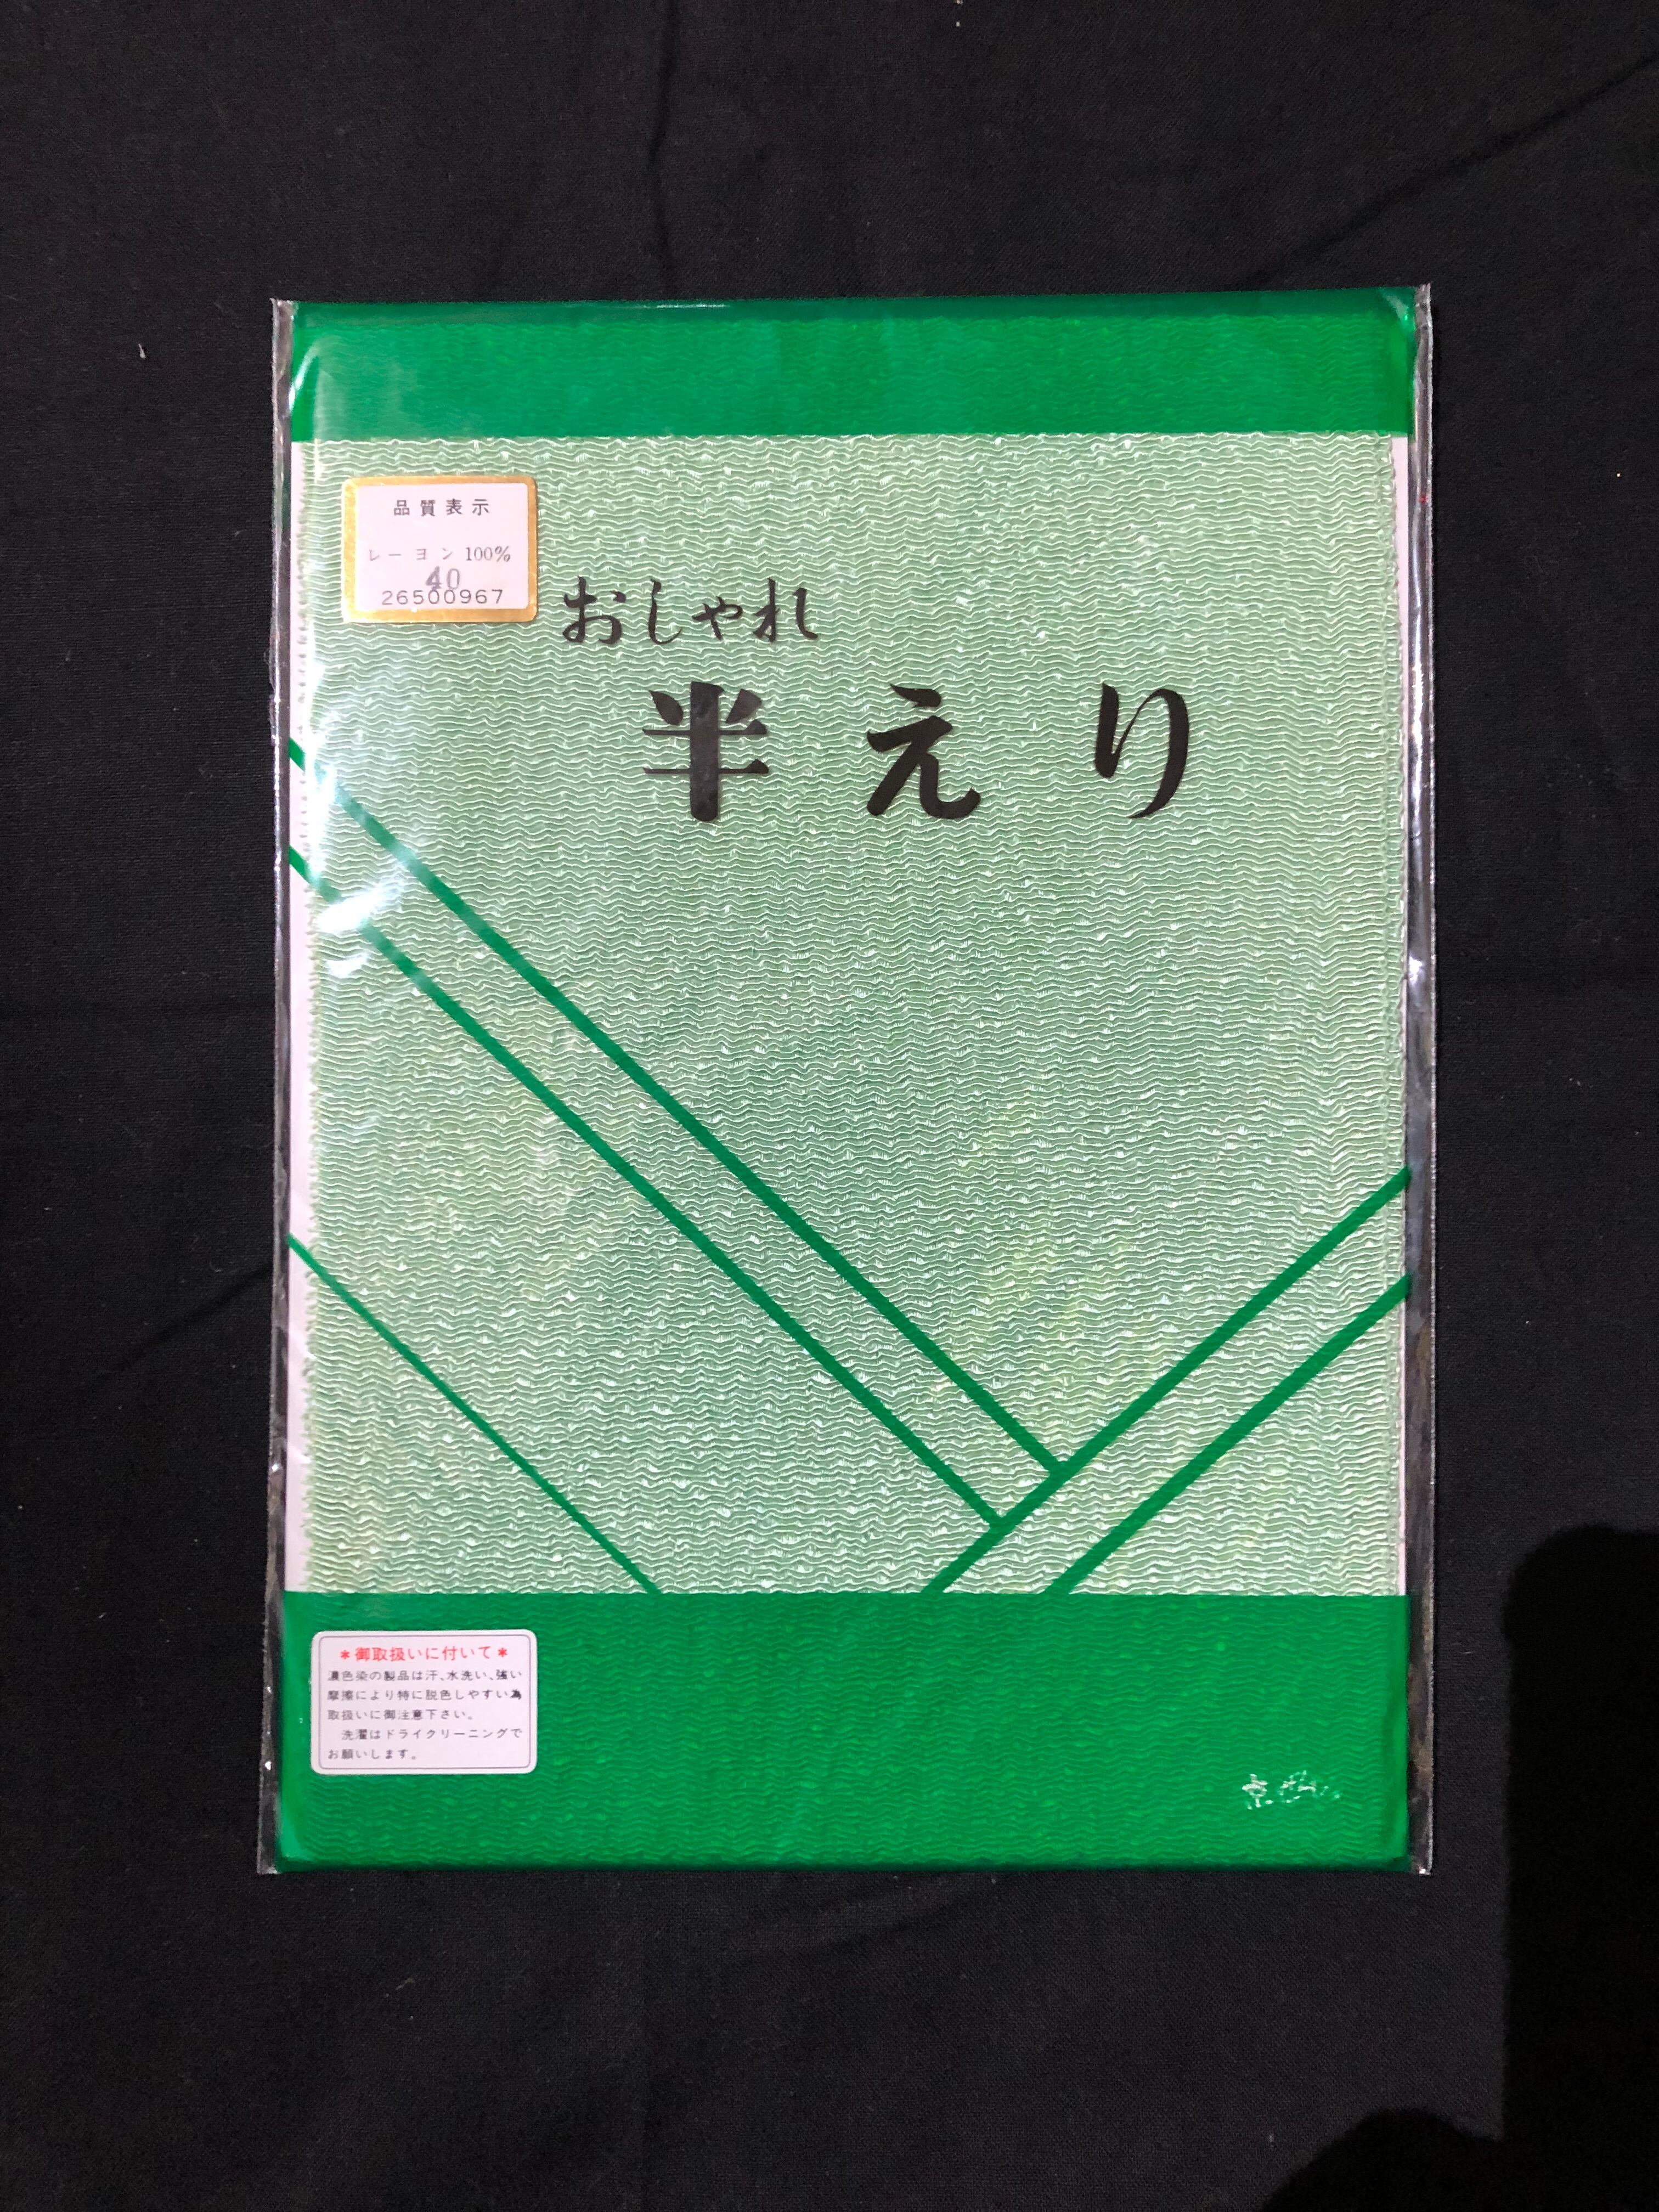 品質表示
レーヨン 100%
40
26500967
おしゃれ
半えり
*御取扱いに付いて*
濃色染の製品は汗、水洗い、強い
摩擦により特に脱色しやすい為
取扱いに御注意下さい。
洗濯はドライクリーニングで
お願いします。
京